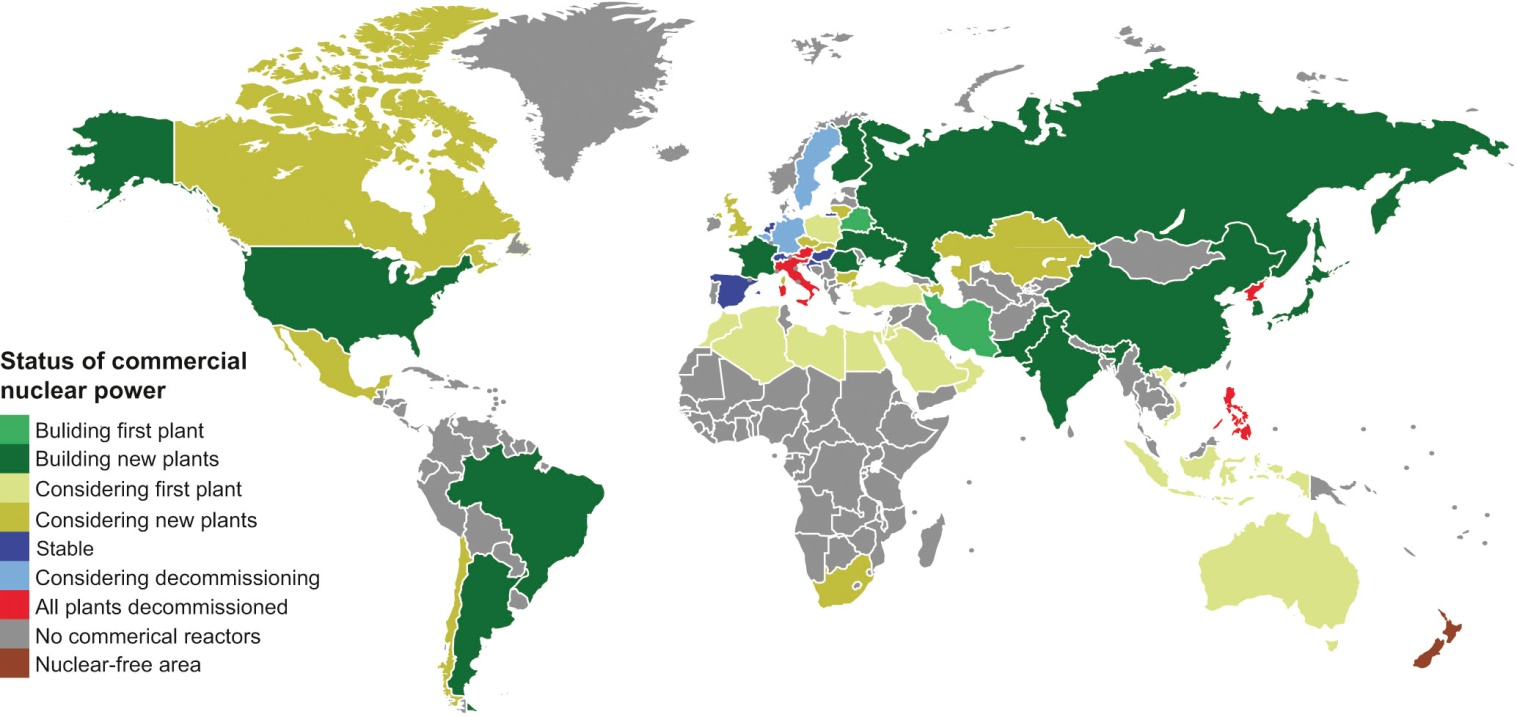 Status of commercial
nuclear power
Buliding first plant
Building new plants
Considering first plant
Considering new plants
Stable
Considering decommissioning
All plants decommissioned
No commerical reactors
Nuclear-free area